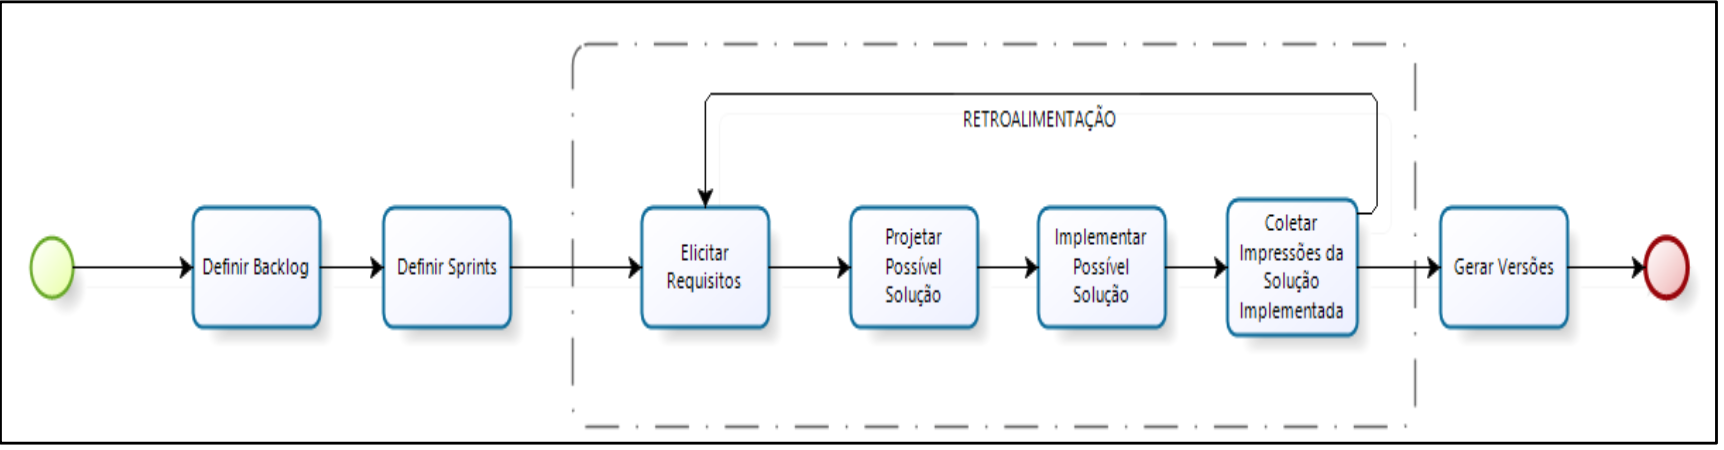 RETROALIMENTAÇÃO
Definir Backlog
Definir Sprints
Elicitar
Requisitos
Projetar
Possível
Solução
Implementar
Possível
Solução
Coletar
Impressões da
Solução
Implementada
Gerar Versões